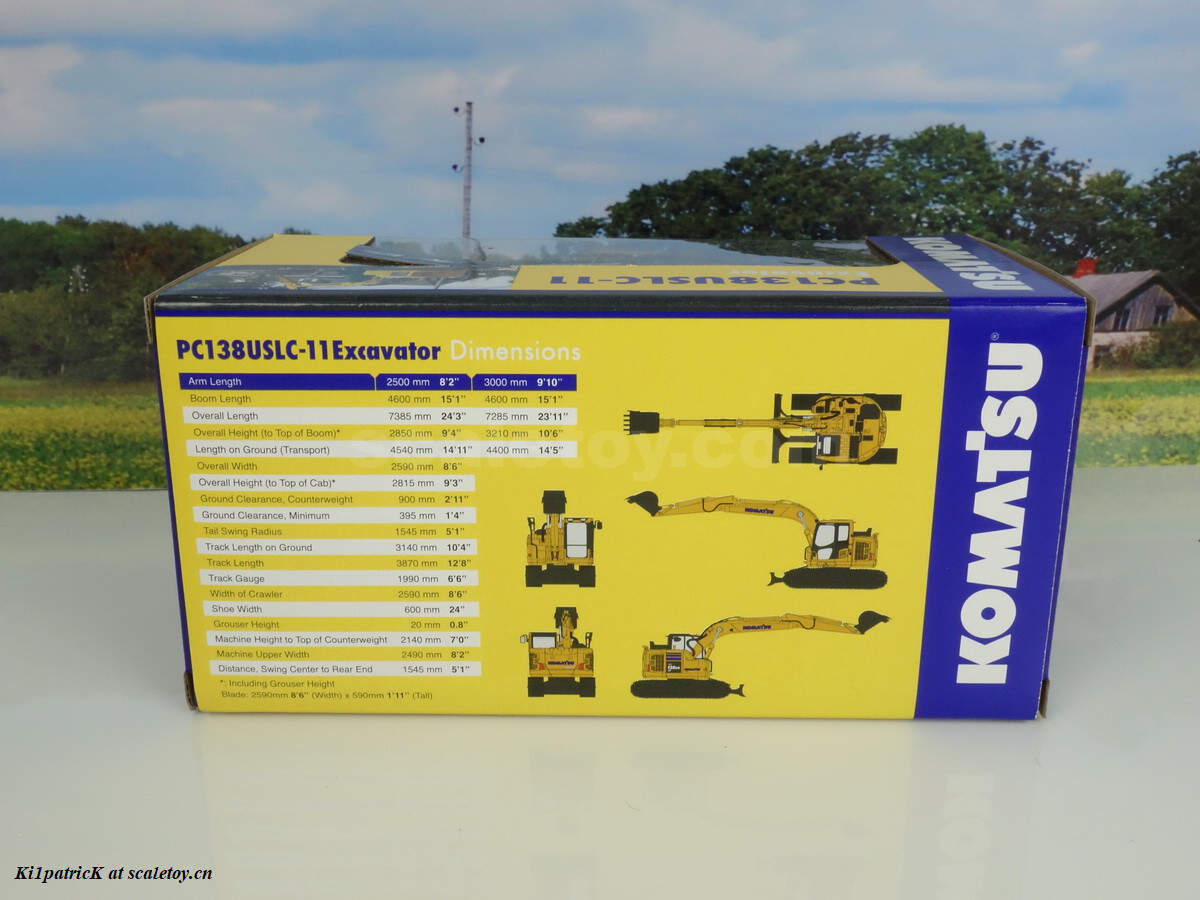 KOMATSU
PC138USLC-11
Excavator
PC138USLC-11 Excavator Dimensions
Arm Length 2500 mm 8'2" 3000 mm 9'10"
Boom Length 4600 mm 15'1" 4600 mm 15'1"
Overall Length 7385 mm 24'3" 7285 mm 23'11"
Overall Height (to Top of Boom)* 2850 mm 9'4" 3210 mm 10'6"
Length on Ground (Transport) 4540 mm 14'11" 4400 mm 14'5"
Overall Width 2590 mm 8'6"
Overall Height (to Top of Cab)* 2815 mm 9'3"
Ground Clearance, Counterweight 900 mm 2'11"
Ground Clearance, Minimum 395 mm 1'4"
Tail Swing Radius 1545 mm 5'1"
Track Length on Ground 3140 mm 10'4"
Track Length 3870 mm 12'8"
Track Gauge 1990 mm 6'6"
Width of Crawler 2590 mm 8'6"
Shoe Width 600 mm 24"
Grouser Height 20 mm 0.8"
Machine Height to Top of Counterweight 2140 mm 7'0"
Machine Upper Width 2490 mm 8'2"
Distance, Swing Center to Rear End 1545 mm 5'1"
*: Including Grouser Height
Blade: 2590mm 8'6" (Width) x 590mm 1'11" (Tall)
KOMATSU®
scaletoy.com
KOMATSU
KOMATSU
KOMATSU
Ki1patricK at scaletoy.cn